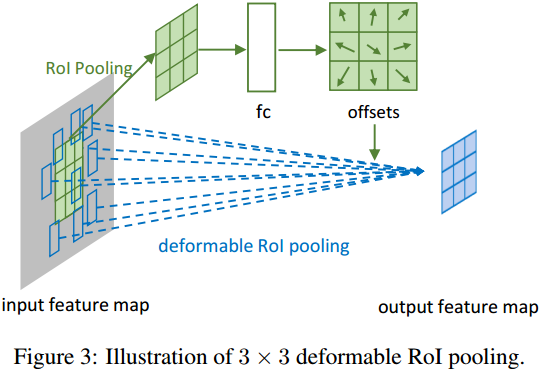 RoI Pooling
fc
offsets
deformable RoI pooling
input feature map
output feature map
Figure 3: Illustration of 3 × 3 deformable RoI pooling.